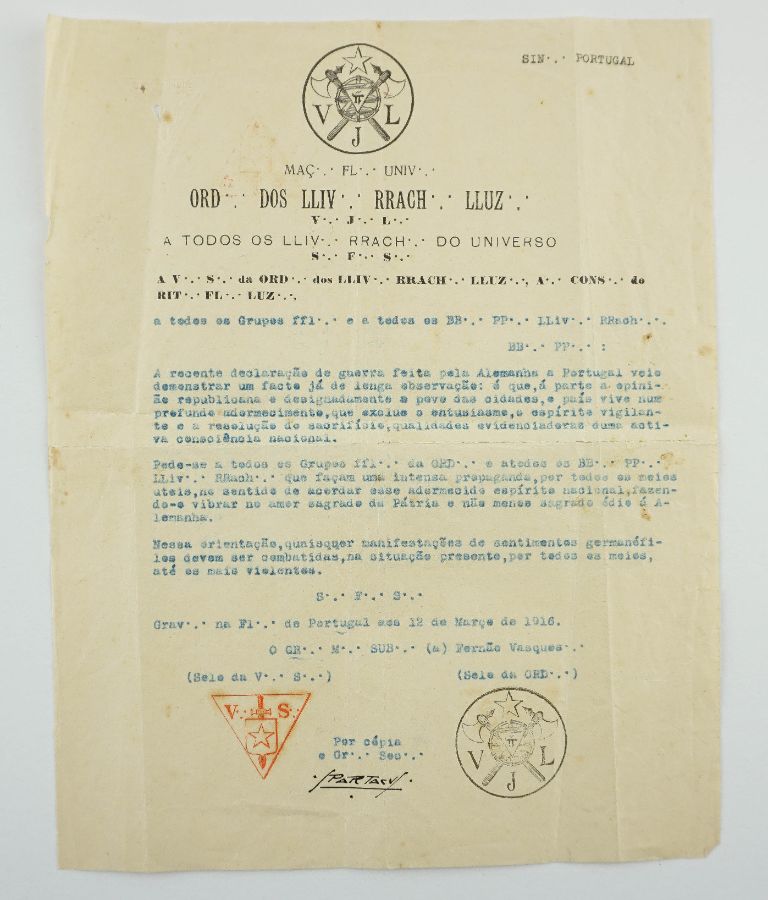 SIN∴ PORTUGAL
V π L
J
MAÇ∴ FL∴ UNIV∴
ORD∴ DOS LLIV∴ RRACH∴ LLUZ∴
V∴ J∴ L∴
A TODOS OS LLIV∴ RRACH∴ DO UNIVERSO
S∴ F∴ S∴
A V∴ S∴ da ORD∴ dos LLIV∴ RRACH∴ LLUZ∴, A∴ CONS∴ do
RIT∴ FL∴ LUZ∴,
a todos os Grupos ffl∴ e a todos os BB∴ PP∴ LLiv∴ RRach∴.
BB∴ PP∴ :
A recente declaração de guerra feita pela Alemanha a Portugal veio
demonstrar um facto já de longa observação: é que,á parte a opini-
ão republicana e designadamente o povo das cidades,o país vive num
profundo adormecimento,que exclue o entusiasmo,o espírito vigilan-
te e a resolução do sacrifísio,qualidades evidenciadoras duma acti-
va consciência nacional.
Pede-se a todos os Grupos ffl∴ da ORD∴ e atodos os BB∴ PP∴
LLiv∴ RRach∴ que façam uma intensa propaganda,por todos os meios
uteis,no sentido de acordar esse adormecido espírito nacional,fazen-
do-o vibrar no amor sagrado da Pátria e não menos sagrado ódio á A-
lemanha.
Nessa orientação,quaisquer manifestações de sentimentos germanófi-
los devem ser combatidas,na situação presente,por todos os meios,
até os mais violentos.
S∴ F∴ S∴
Grav∴ na Fl∴ de Portugal aos 12 de Março de 1916.
O GR∴ M∴ SUB∴ (a) Fernão Vasques∴
(Selo da V∴ S∴) (Selo da ORD∴)
V∴ S∴
V π L
J
Por cópia
o Gr∴ Sec∴
SPARTACUS